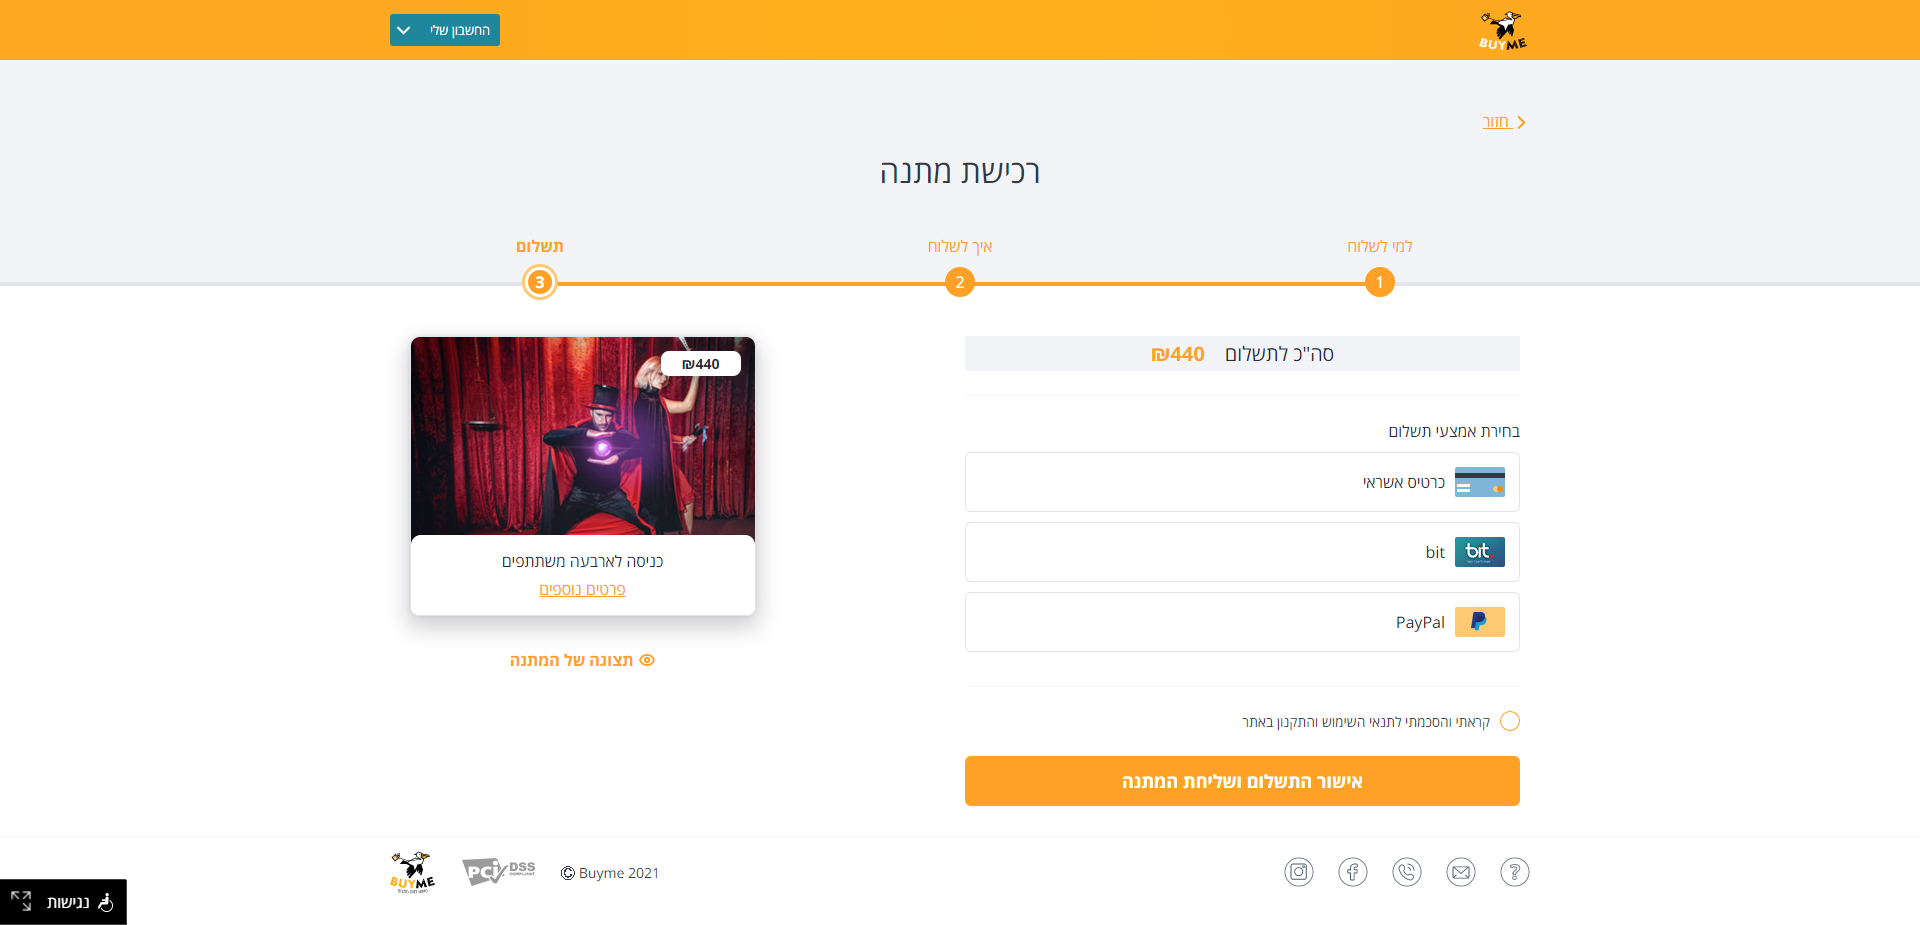 BUYME
החשבון שלי
חזור
רכישת מתנה
למי לשלוח
איך לשלוח
תשלום
1
2
3
סה"כ לתשלום ₪440
בחירת אמצעי תשלום
כרטיס אשראי
bit
bit
PayPal
קראתי והסכמתי לתנאי השימוש והתקנון באתר
אישור התשלום ושליחת המתנה
₪440
כניסה לארבעה משתתפים
פרטים נוספים
תצוגה של המתנה
?
© Buyme 2021
PCI DSS
COMPLIANT
BUYME
נגישות